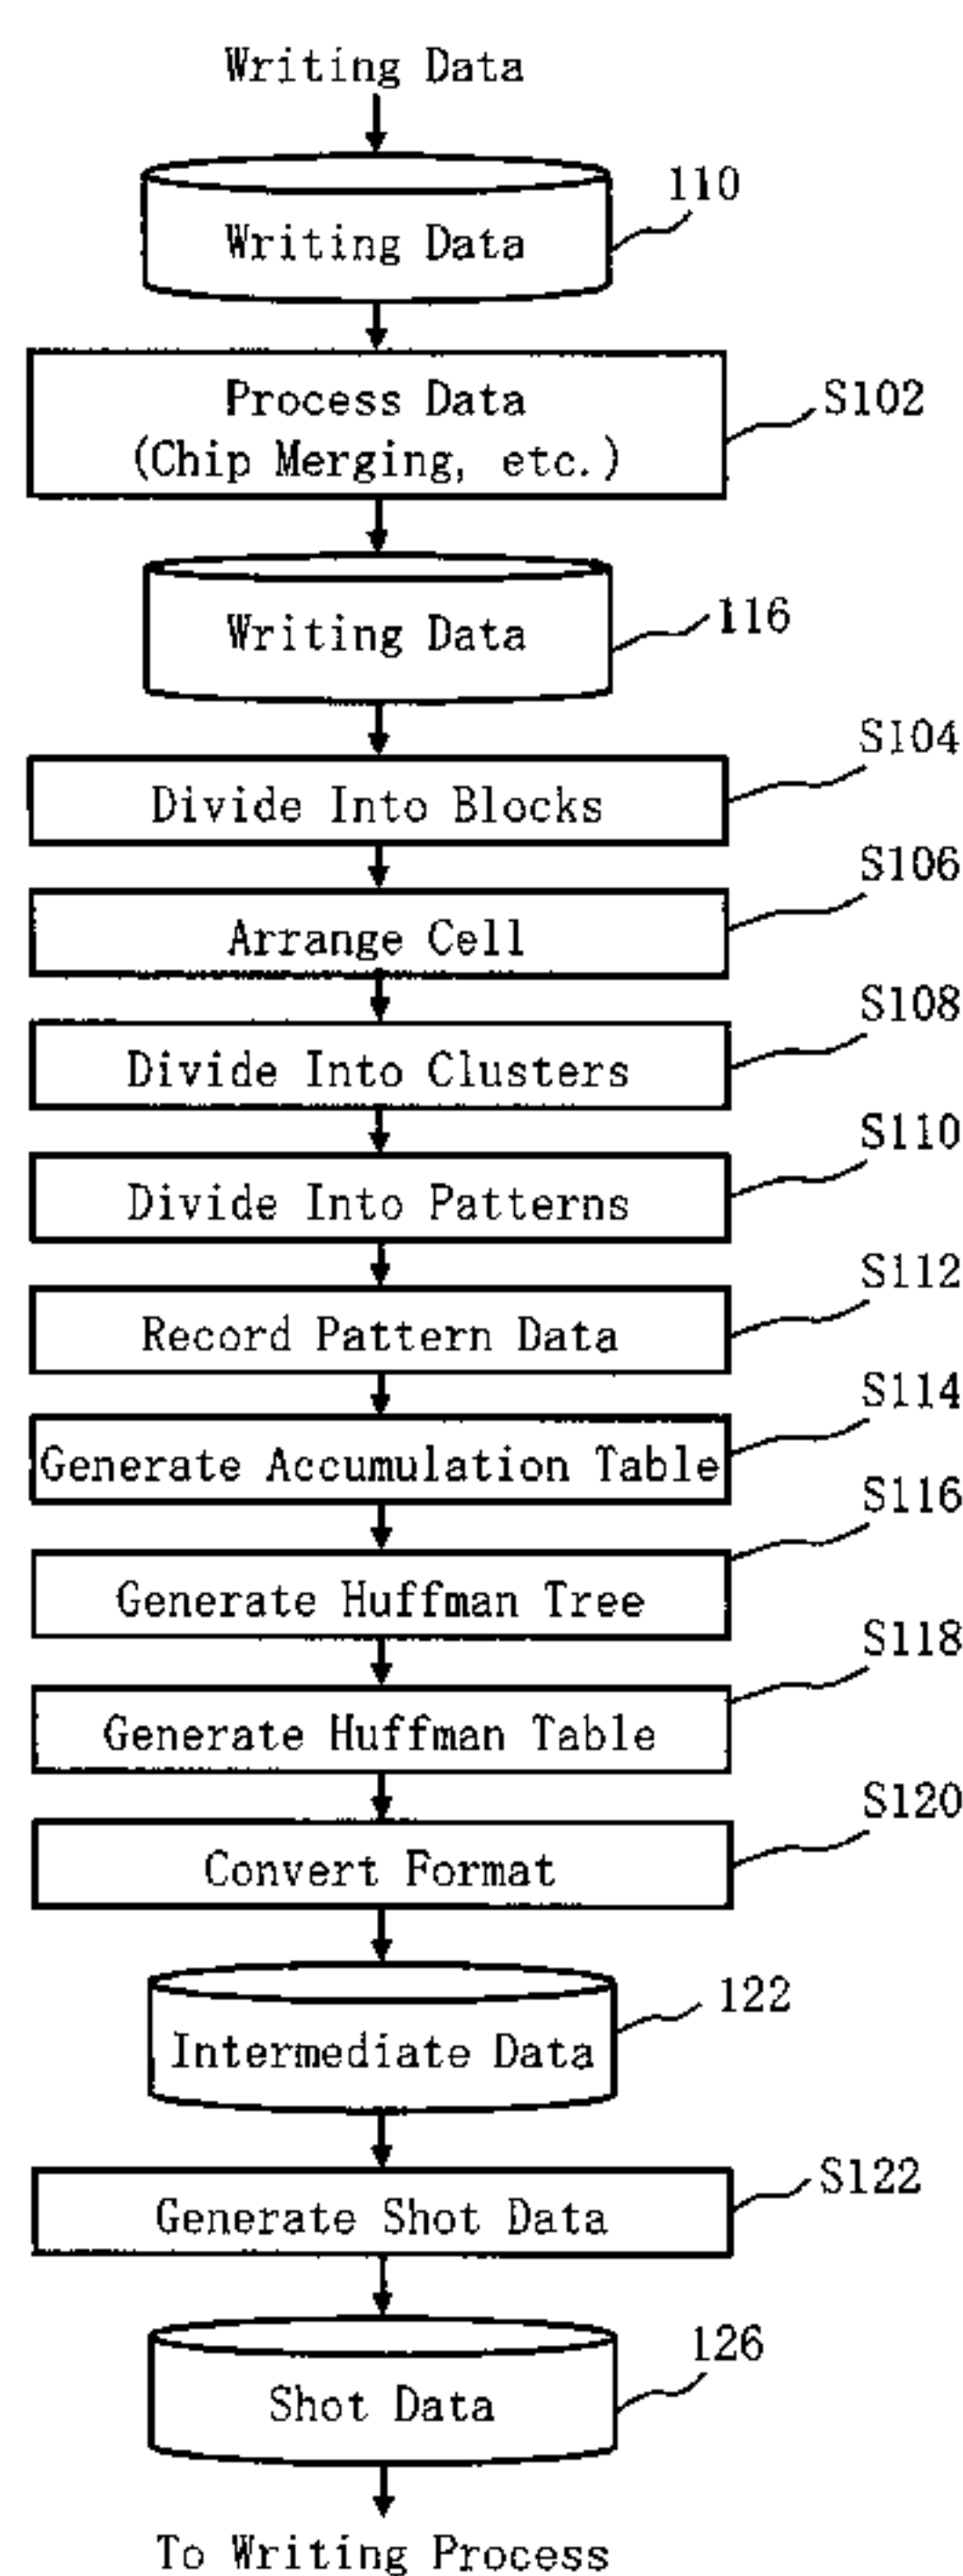 Writing Data
110
Writing Data
Process Data
(Chip Merging, etc.)
S102
Writing Data
116
S104
Divide Into Blocks
S106
Arrange Cell
S108
Divide Into Clusters
S110
Divide Into Patterns
S112
Record Pattern Data
S114
Generate Accumulation Table
S116
Generate Huffman Tree
S118
Generate Huffman Table
S120
Convert Format
122
Intermediate Data
S122
Generate Shot Data
126
Shot Data
To Writing Process